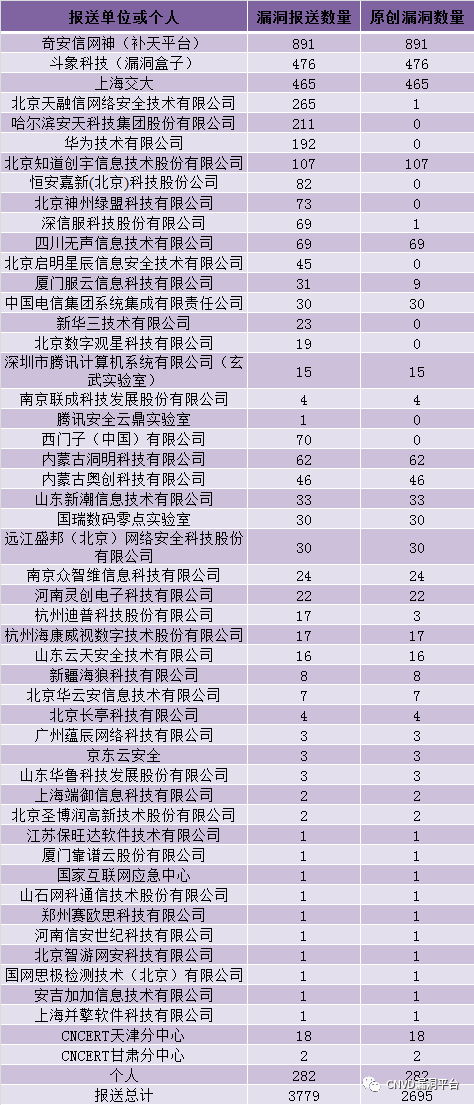 报送单位或个人 漏洞报送数量 原创漏洞数量
奇安信网神（补天平台） 891 891
斗象科技（漏洞盒子） 476 476
上海交大 465 465
北京天融信网络安全技术有限公司 265 1
哈尔滨安天科技集团股份有限公司 211 0
华为技术有限公司 192 0
北京知道创宇信息技术股份有限公司 107 107
恒安嘉新(北京)科技股份公司 82 0
北京神州绿盟科技有限公司 73 0
深信服科技股份有限公司 69 1
四川无声信息技术有限公司 69 69
北京启明星辰信息安全技术有限公司 45 0
厦门服云信息科技有限公司 31 9
中国电信集团系统集成有限责任公司 30 30
新华三技术有限公司 23 0
北京数字观星科技有限公司 19 0
深圳市腾讯计算机系统有限公司（玄
武实验室） 15 15
南京联成科技发展股份有限公司 4 4
腾讯安全云鼎实验室 1 0
西门子（中国）有限公司 70 0
内蒙古洞明科技有限公司 62 62
内蒙古奥创科技有限公司 46 46
山东新潮信息技术有限公司 33 33
国瑞数码零点实验室 30 30
远江盛邦（北京）网络安全科技股份
有限公司 30 30
南京众智维信息科技有限公司 24 24
河南灵创电子科技有限公司 22 22
杭州迪普科技股份有限公司 17 3
杭州海康威视数字技术股份有限公司 17 17
山东云天安全技术有限公司 16 16
新疆海狼科技有限公司 8 8
北京华云安信息技术有限公司 7 7
北京长亭科技有限公司 4 4
广州蕴辰网络科技有限公司 3 3
京东云安全 3 3
山东华鲁科技发展股份有限公司 3 3
上海端御信息科技有限公司 2 2
北京圣博润高新技术股份有限公司 2 2
江苏保旺达软件技术有限公司 1 1
厦门靠谱云股份有限公司 1 1
国家互联网应急中心 1 1
山石网科通信技术股份有限公司 1 1
郑州赛欧思科技有限公司 1 1
河南信安世纪科技有限公司 1 1
北京智游网安科技有限公司 1 1
国网思极检测技术（北京）有限公司 1 1
安吉加加信息技术有限公司 1 1
上海并擎软件科技有限公司 1 1
CNCERT天津分中心 18 18
CNCERT甘肃分中心 2 2
个人 282 282
报送总计 3779 2695
CNVD漏洞平台